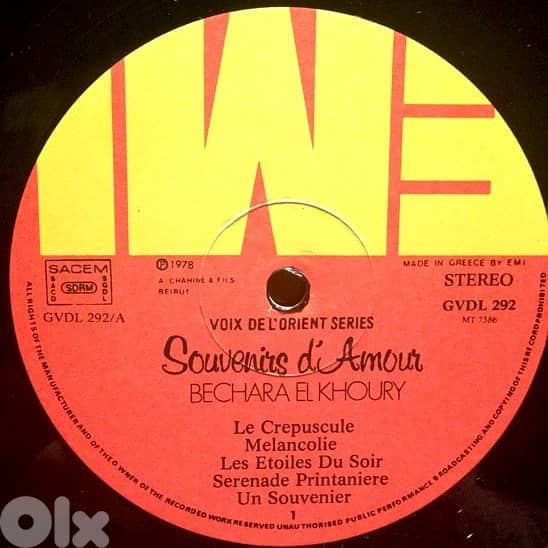 EMI
SACEM
SACD
SDRM
SGDL
GVDL 292/A
Ⓟ 1978
A. CHAHINE & FILS
BEIRUT
MADE IN GREECE BY EMI
STEREO
GVDL 292
MT 7386
VOIX DE L'ORIENT SERIES
Souvenirs d'Amour
BECHARA EL KHOURY
Le Crepuscule
Melancolie
Les Etoiles Du Soir
Serenade Printaniere
Un Souvenier
1
ALL RIGHTS OF THE MANUFACTURER AND OF THE OWNER OF THE RECORDED WORK RESERVED UNAUTHORISED PUBLIC PERFORMANCE BROADCASTING AND COPYING OF THIS RECORD PROHIBITED
Olx